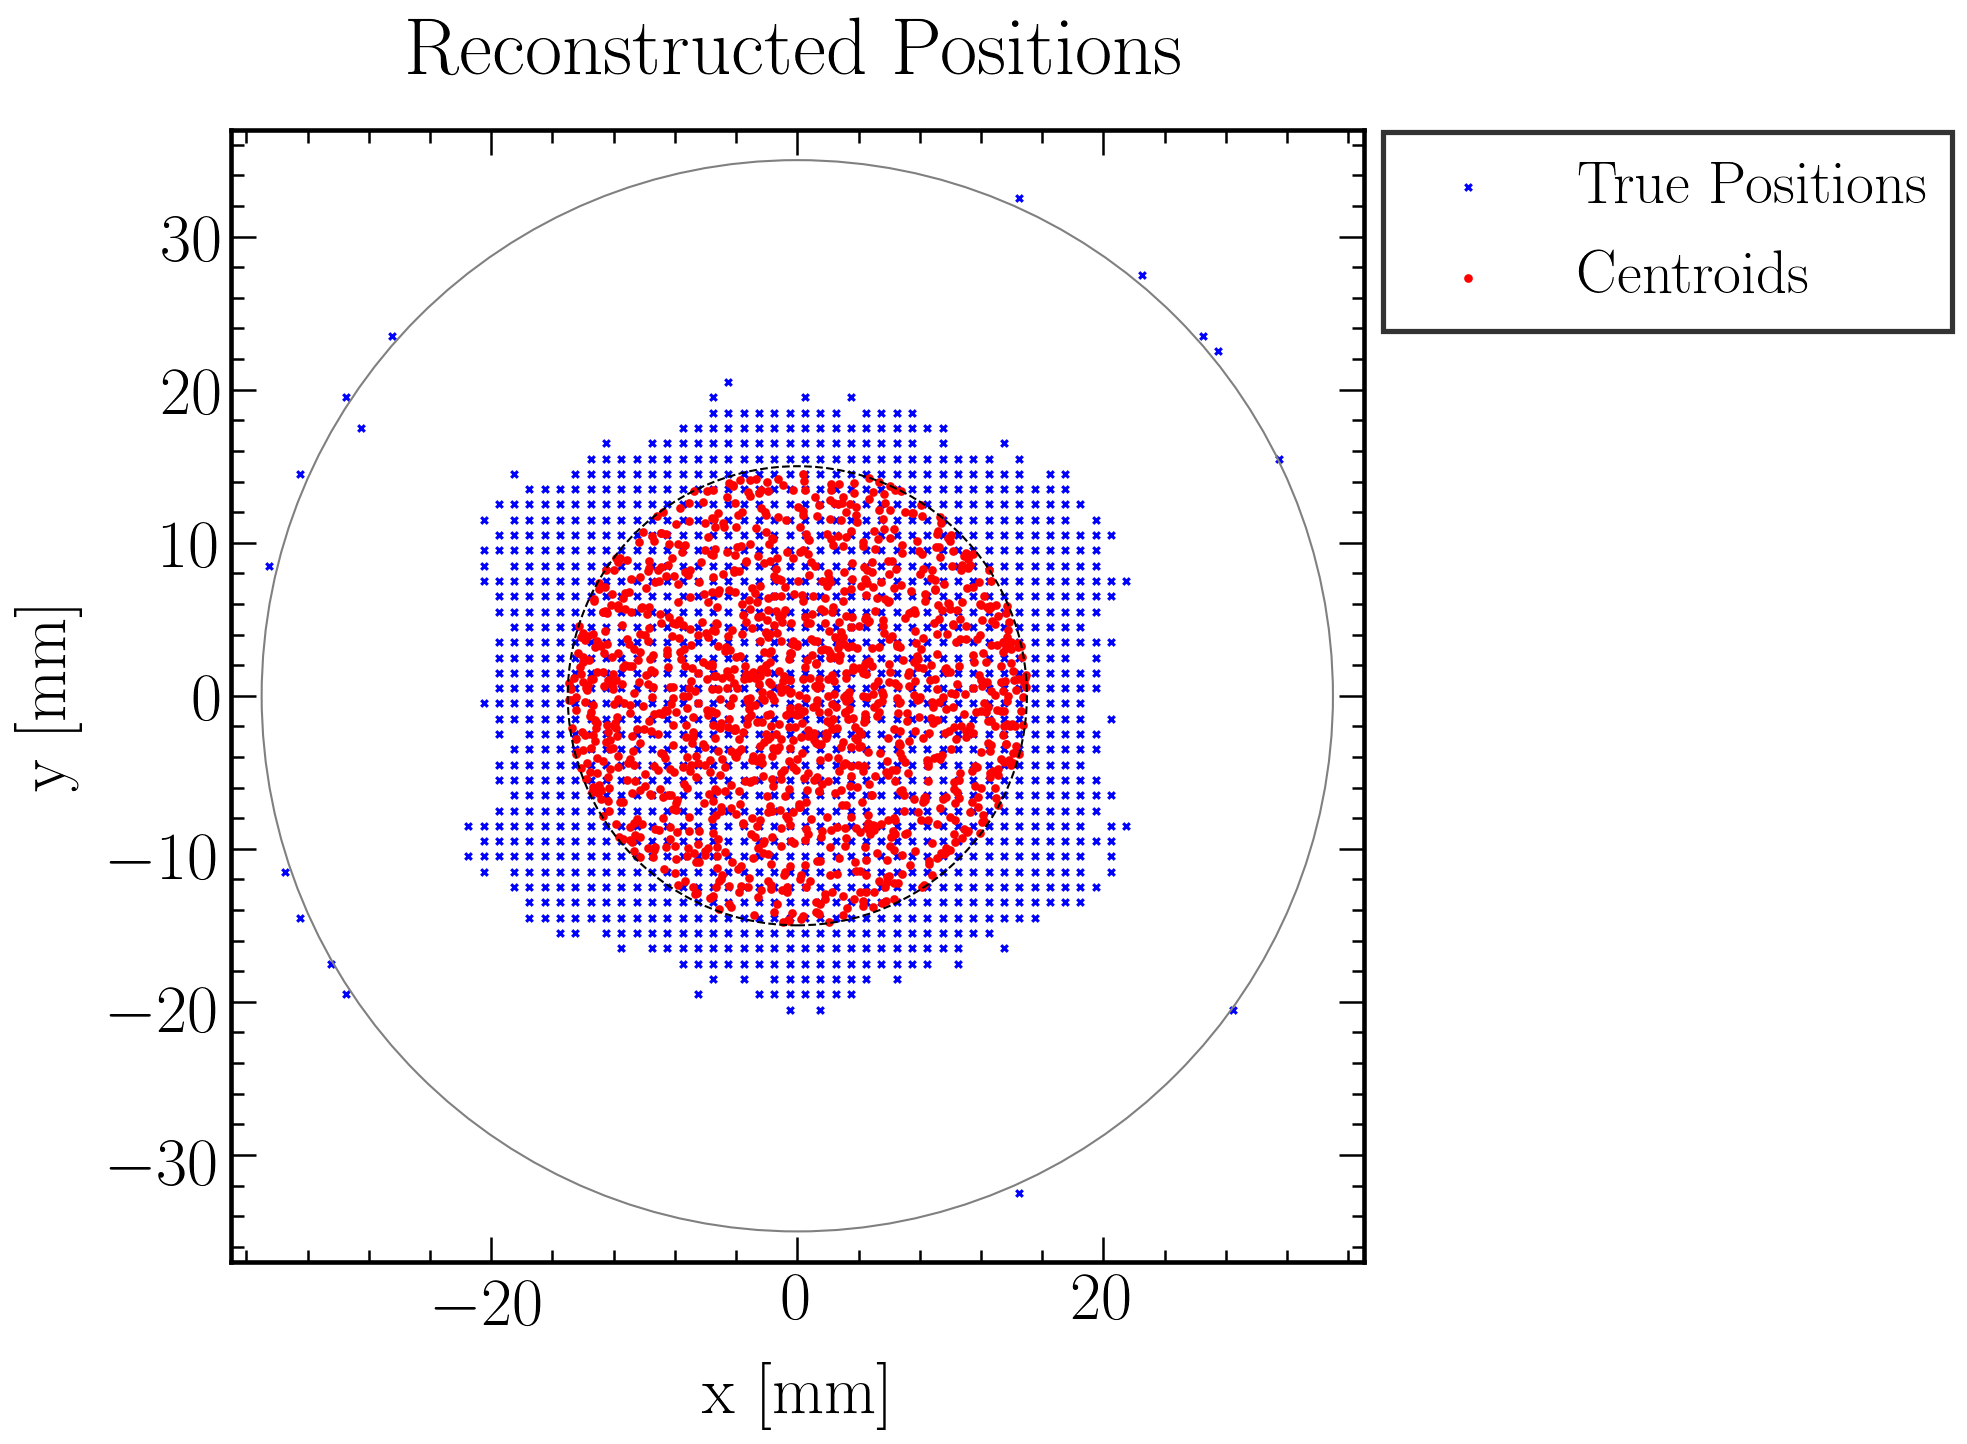 Reconstructed Positions
True Positions
Centroids
30
20
10
0
−10
−20
−30
y [mm]
−20 0 20
x [mm]